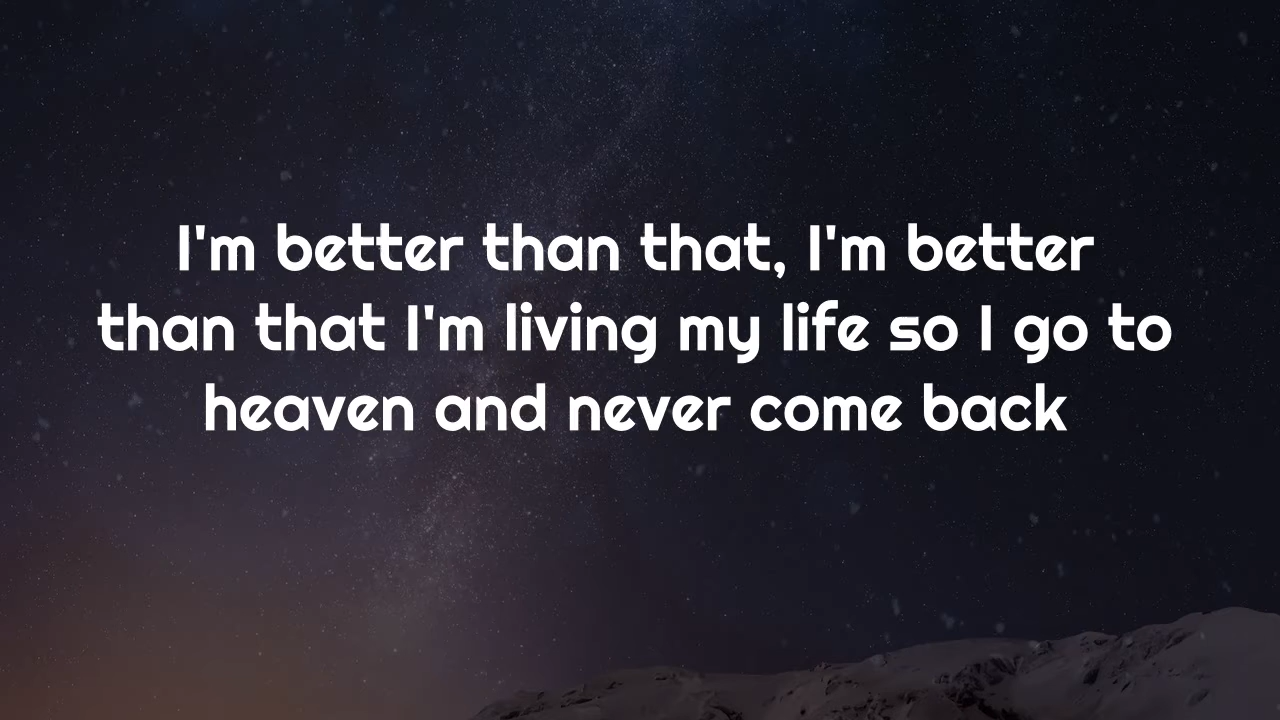 I'm better than that, I'm better
than that I'm living my life so I go to
heaven and never come back